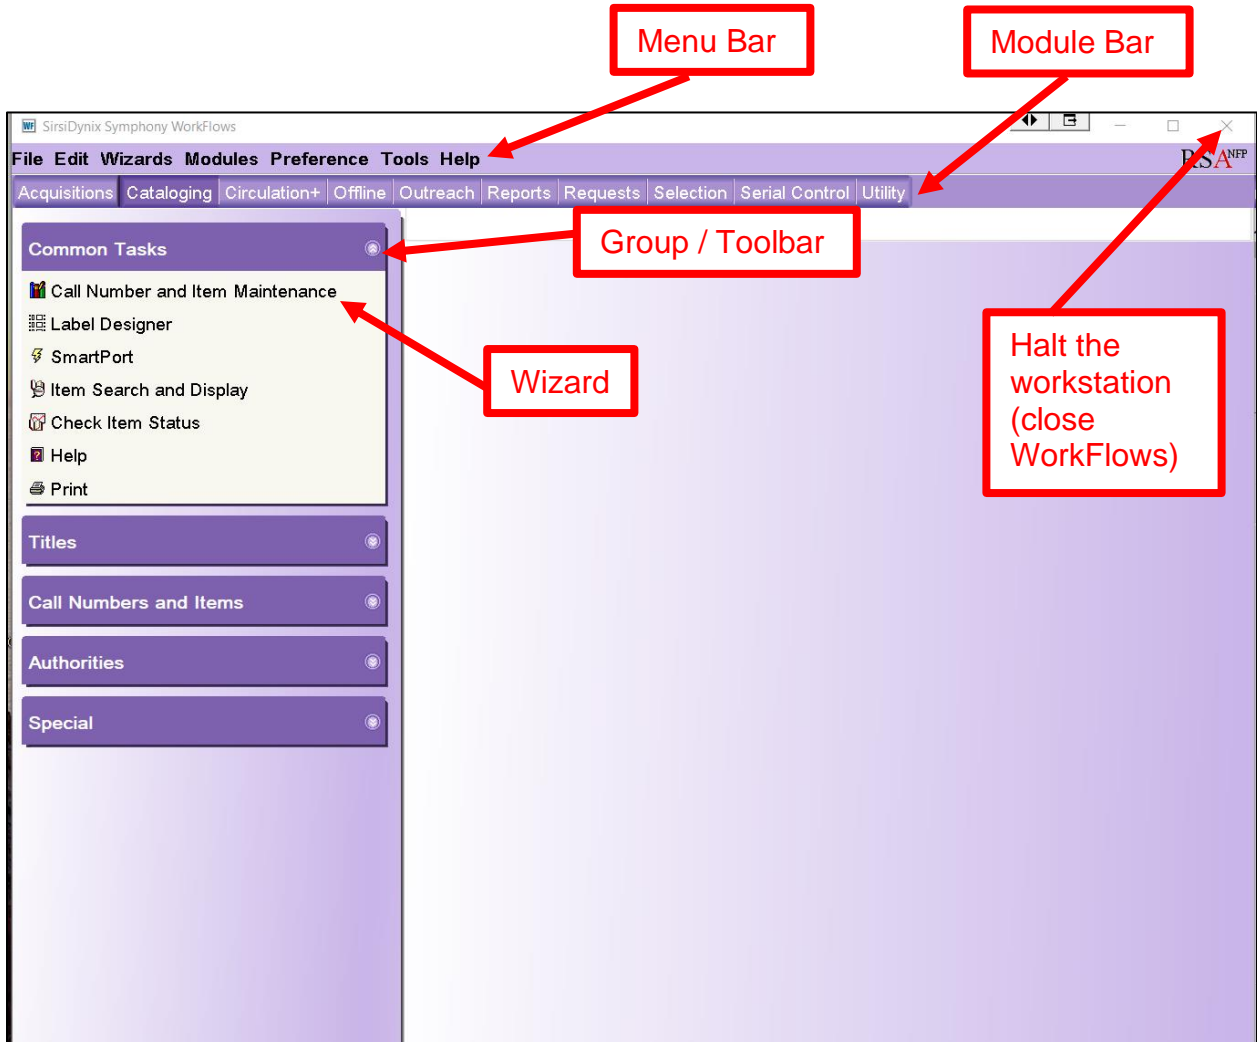 Menu Bar
Module Bar
WF SirsiDynix Symphony WorkFlows
File Edit Wizards Modules Preference Tools Help
RSA NFP
Acquisitions Cataloging Circulation+ Offline Outreach Reports Requests Selection Serial Control Utility
Common Tasks
Group / Toolbar
Call Number and Item Maintenance
Label Designer
SmartPort
Item Search and Display
Check Item Status
Help
Print
Wizard
Halt the
workstation
(close
WorkFlows)
Titles
Call Numbers and Items
Authorities
Special